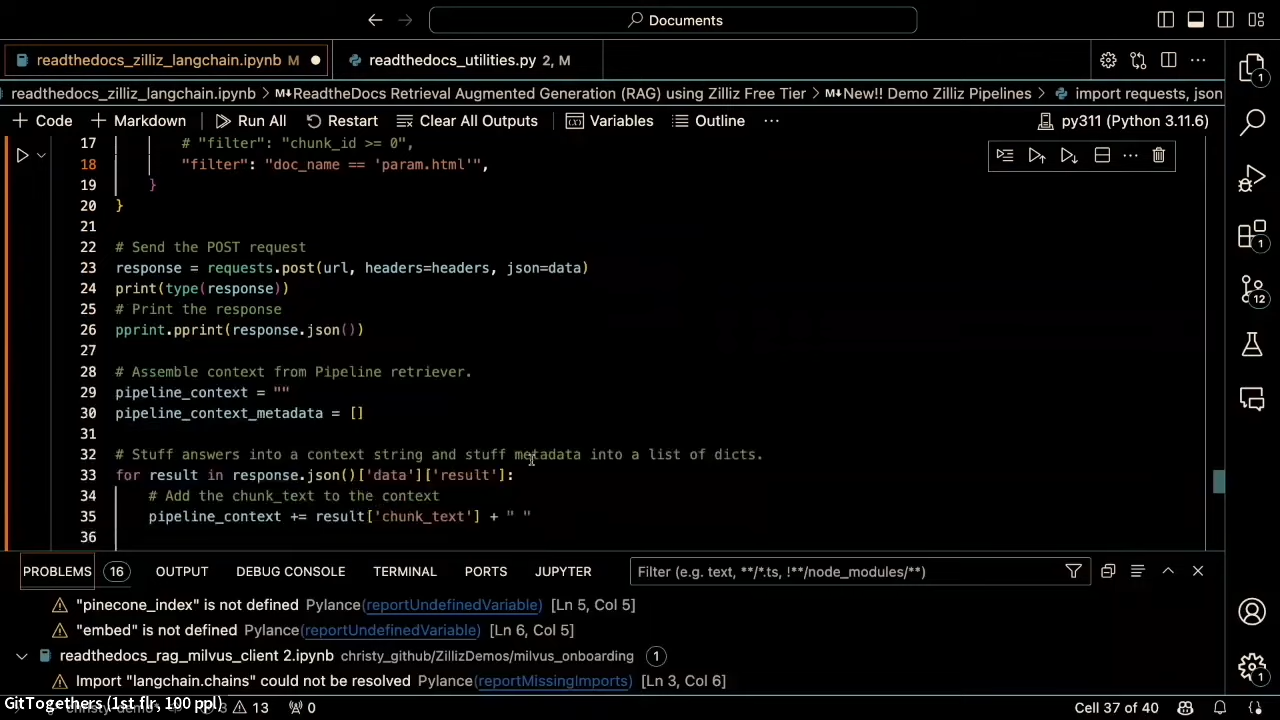 Documents
readthedocs_zilliz_langchain.ipynb M
readthedocs_utilities.py 2, M
readthedocs_zilliz_langchain.ipynb > M↓ReadtheDocs Retrieval Augmented Generation (RAG) using Zilliz Free Tier > M↓New!! Demo Zilliz Pipelines > import requests, json
+ Code + Markdown Run All Restart Clear All Outputs Variables Outline ··· py311 (Python 3.11.6)
17 # "filter": "chunk_id >= 0",
18 "filter": "doc_name == 'param.html'",
19 }
20 }
21
22 # Send the POST request
23 response = requests.post(url, headers=headers, json=data)
24 print(type(response))
25 # Print the response
26 pprint.pprint(response.json())
27
28 # Assemble context from Pipeline retriever.
29 pipeline_context = ""
30 pipeline_context_metadata = []
31
32 # Stuff answers into a context string and stuff metadata into a list of dicts.
33 for result in response.json()['data']['result']:
34 # Add the chunk_text to the context
35 pipeline_context += result['chunk_text'] + " "
36
1
1
12
PROBLEMS 16 OUTPUT DEBUG CONSOLE TERMINAL PORTS JUPYTER Filter (e.g. text, **/*.ts, !**/node_modules/**)
"pinecone_index" is not defined Pylance(reportUndefinedVariable) [Ln 5, Col 5]
"embed" is not defined Pylance(reportUndefinedVariable) [Ln 6, Col 5]
readthedocs_rag_milvus_client 2.ipynb christy_github/ZillizDemos/milvus_onboarding 1
Import "langchain.chains" could not be resolved Pylance(reportMissingImports) [Ln 3, Col 6]
1
GitTogethers (1st flr, 100 ppl)
13 0 Cell 37 of 40